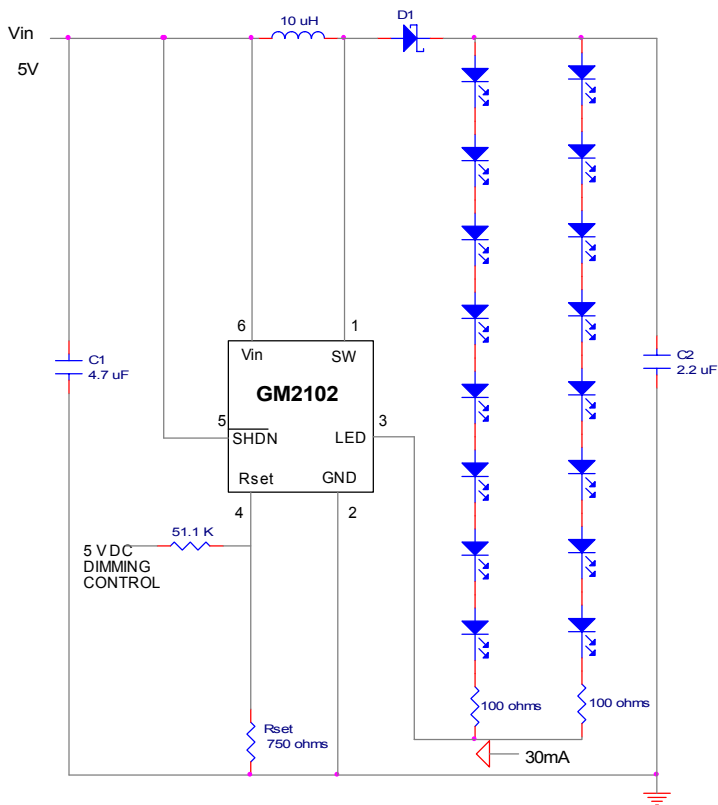 10 uH
D1
Vin
5V
6
1
Vin
SW
C1
4.7 uF
C2
2.2 uF
GM2102
5
3
SHDN
LED
Rset
GND
4
2
51.1 K
5 V DC
DIMMING
CONTROL
100 ohms
100 ohms
Rset
750 ohms
30mA